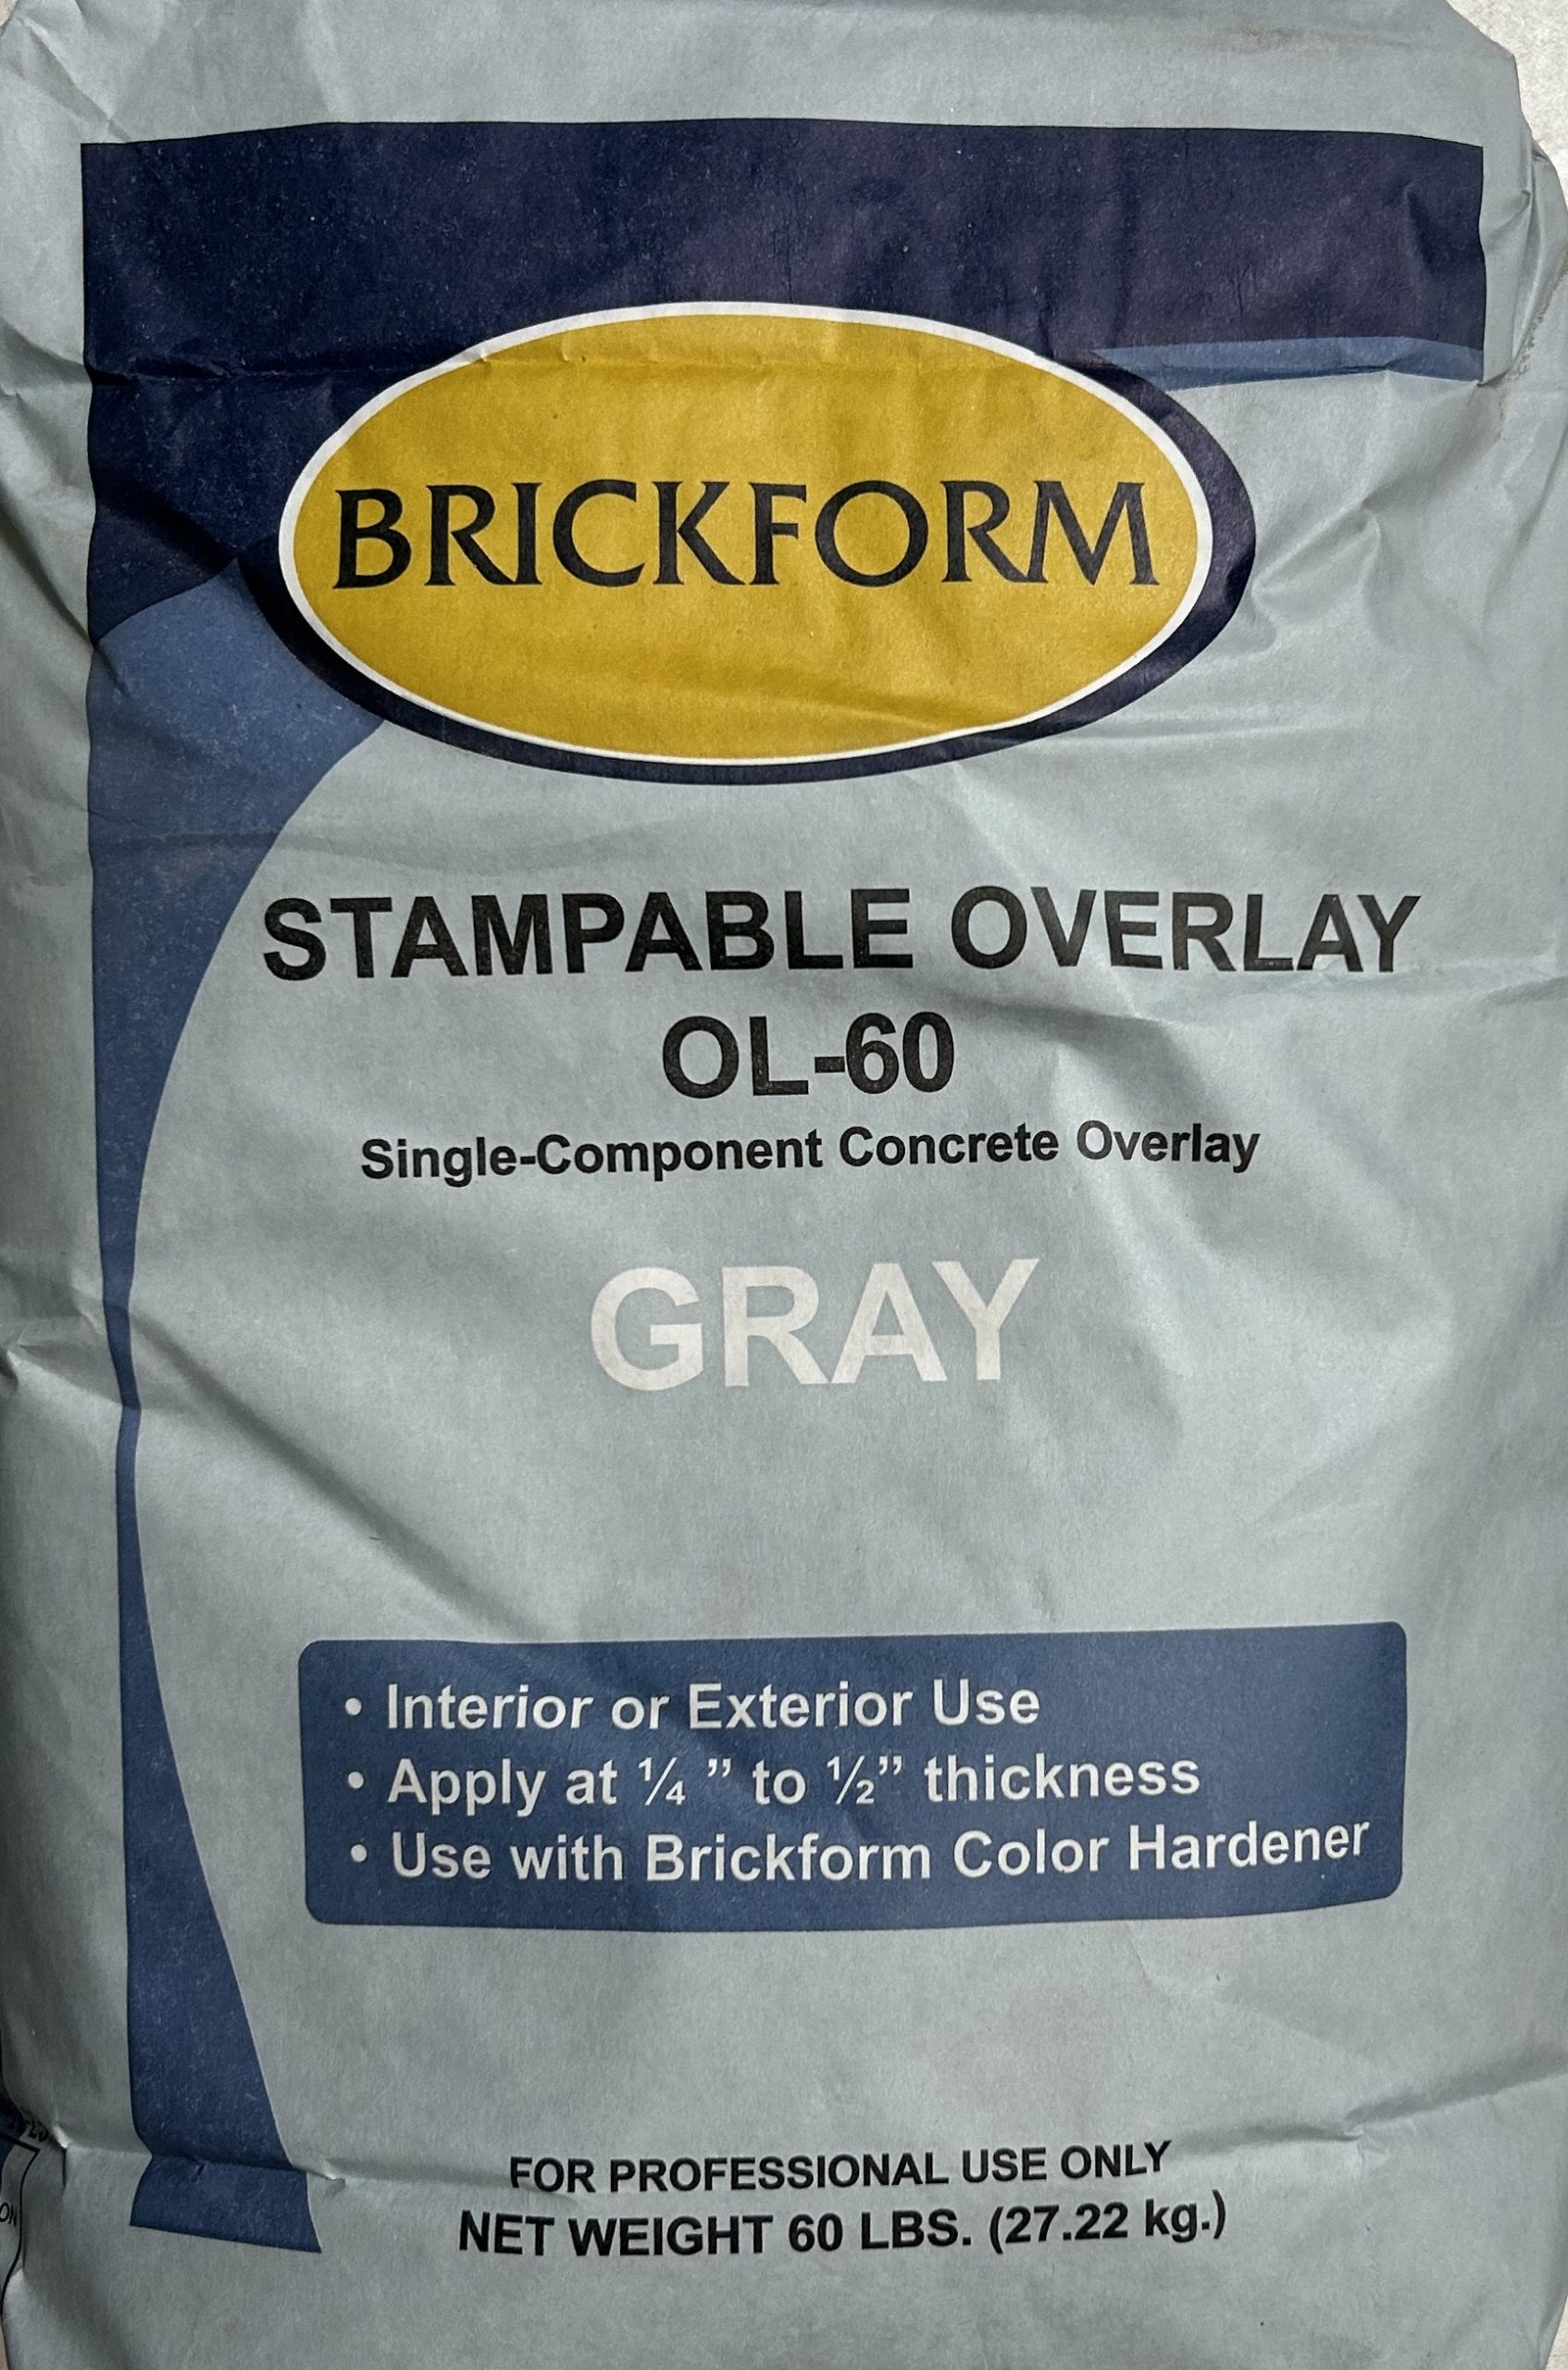 BRICKFORM
STAMPABLE OVERLAY
OL-60
Single-Component Concrete Overlay
GRAY
• Interior or Exterior Use
• Apply at ¼ ” to ½” thickness
• Use with Brickform Color Hardener
FOR PROFESSIONAL USE ONLY
NET WEIGHT 60 LBS. (27.22 kg.)